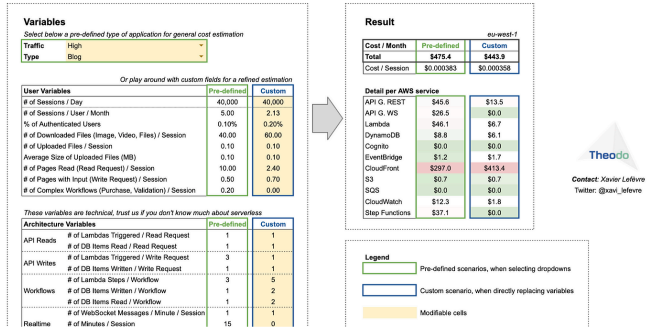 Variables
Select below a pre-defined type of application for general cost estimation
Traffic High
Type Blog
Or play around with custom fields for a refined estimation
User Variables Pre-defined Custom
# of Sessions / Day 40,000 40,000
# of Sessions / User / Month 5.00 2.13
% of Authenticated Users 0.10% 0.20%
# of Downloaded Files (Image, Video, Files) / Session 40.00 60.00
# of Uploaded Files / Session 0.10 0.10
Average Size of Uploaded Files (MB) 0.10 0.10
# of Pages Read (Read Request) / Session 10.00 2.40
# of Pages with Input (Write Request) / Session 0.50 0.70
# of Complex Workflows (Purchase, Validation) / Session 0.20 0.00
These variables are technical, trust us if you don't know much about serverless
Architecture Variables Pre-defined Custom
API Reads
# of Lambdas Triggered / Read Request 1 1
# of DB Items Read / Read Request 1 1
API Writes
# of Lambdas Triggered / Write Request 3 1
# of DB Items Written / Write Request 1 1
Workflows
# of Lambda Steps / Workflow 3 5
# of DB Items Written / Workflow 1 2
# of DB Items Read / Workflow 1 2
Realtime
# of WebSocket Messages / Minute / Session 1 1
# of Minutes / Session 15 0
Result
eu-west-1
Cost / Month Pre-defined Custom
Total $475.4 $443.9
Cost / Session $0.000383 $0.000358
Detail per AWS service
API G. REST $45.6 $13.5
API G. WS $26.5 $0.0
Lambda $46.1 $6.7
DynamoDB $8.8 $6.1
Cognito $0.0 $0.0
EventBridge $1.2 $1.7
CloudFront $297.0 $413.4
S3 $0.7 $0.7
SQS $0.0 $0.0
CloudWatch $12.3 $1.8
Step Functions $37.1 $0.0
Legend
Pre-defined scenarios, when selecting dropdowns
Custom scenario, when directly replacing variables
Modifiable cells
Theodo
Contact: Xavier Lefèvre
Twitter: @xavi_lefevre